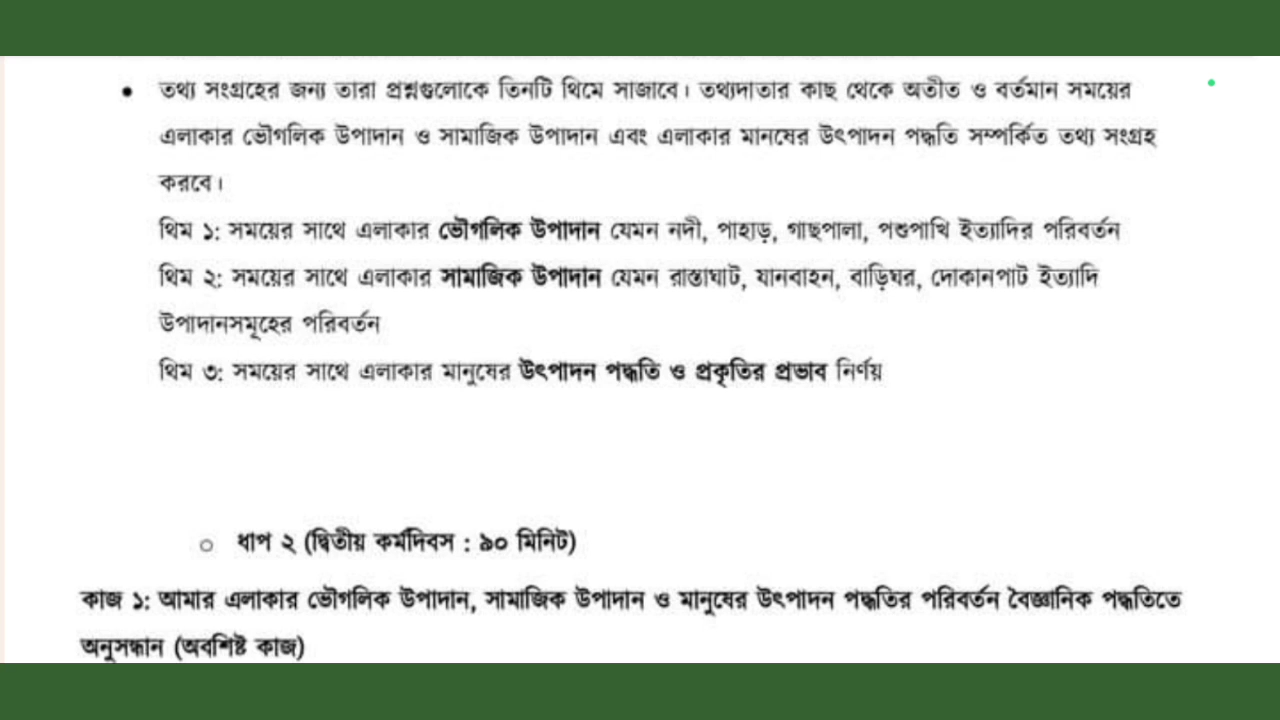 • তথ্য সংগ্রহের জন্য তারা প্রশ্নগুলোকে তিনটি থিমে সাজাবে। তথ্যদাতার কাছ থেকে অতীত ও বর্তমান সময়ের
এলাকার ভৌগলিক উপাদান ও সামাজিক উপাদান এবং এলাকার মানষের উৎপাদন পদ্ধতি সম্পর্কিত তথ্য সংগ্রহ
করবে।
থিম ১: সময়ের সাথে এলাকার ভৌগলিক উপাদান যেমন নদী, পাহাড়, গাছপালা, পশুপাখি ইত্যাদির পরিবর্তন
থিম ২: সময়ের সাথে এলাকার সামাজিক উপাদান যেমন রাস্তাঘাট, যানবাহন, বাড়িঘর, দোকানপাট ইত্যাদি
উপাদানসমূহের পরিবর্তন
থিম ৩: সময়ের সাথে এলাকার মানুষের উৎপাদন পদ্ধতি ও প্রকৃতির প্রভাব নির্ণয়
○ ধাপ ২ (দ্বিতীয় কর্মদিবস : ৯০ মিনিট)
কাজ ১: আমার এলাকার ভৌগলিক উপাদান, সামাজিক উপাদান ও মানুষের উৎপাদন পদ্ধতির পরিবর্তন বৈজ্ঞানিক পদ্ধতিতে
অনুসন্ধান (অবশিষ্ট কাজ)